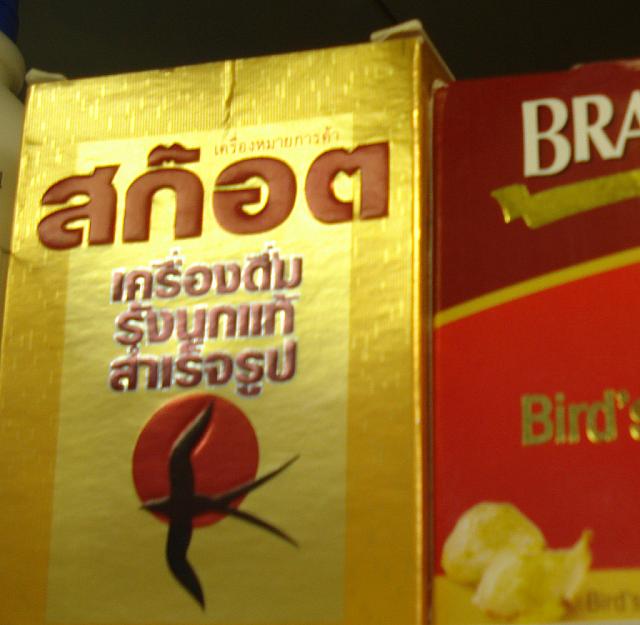 เครื่องหมายการค้า
สก๊อต
เครื่องดื่ม
รังนกแท้
สำเร็จรูป
BRA
Bird's
Bird's